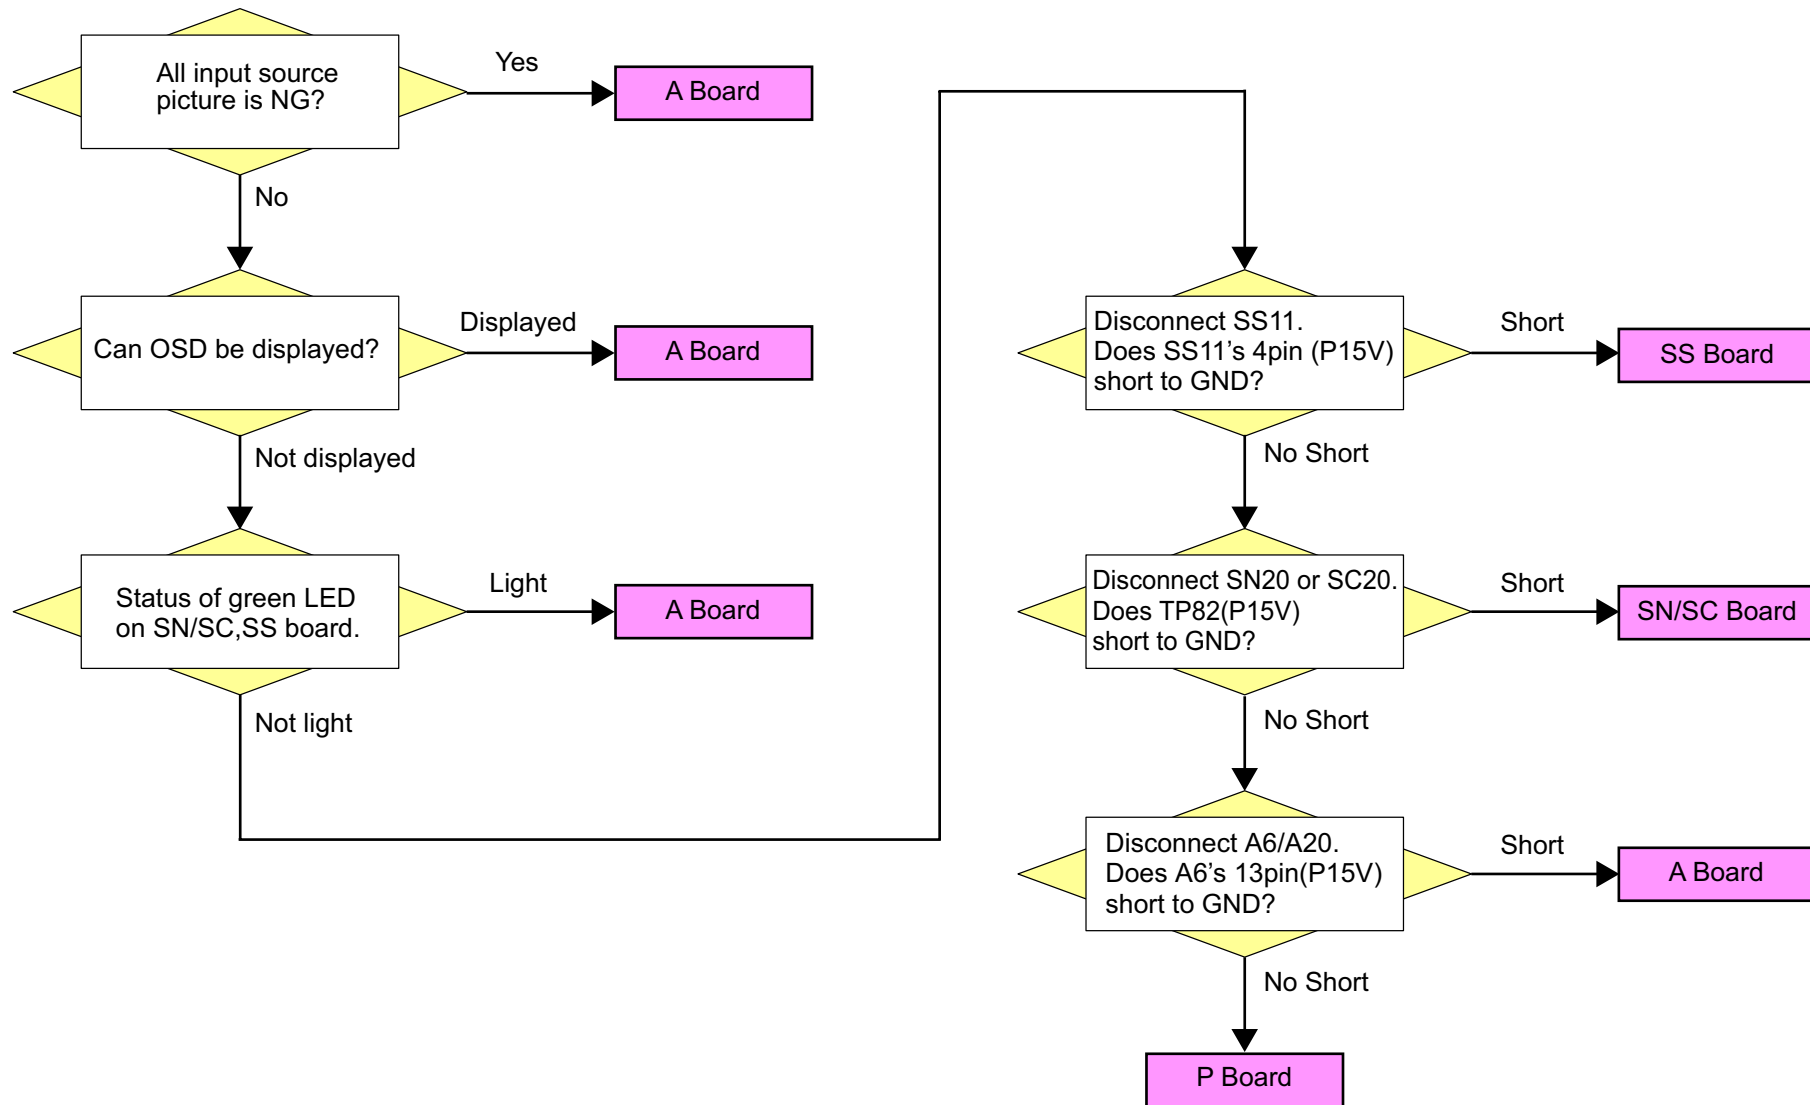 All input source
picture is NG?
Yes
A Board
No
Can OSD be displayed?
Displayed
A Board
Not displayed
Status of green LED
on SN/SC,SS board.
Light
A Board
Not light
Disconnect SS11.
Does SS11’s 4pin (P15V)
short to GND?
Short
SS Board
No Short
Disconnect SN20 or SC20.
Does TP82(P15V)
short to GND?
Short
SN/SC Board
No Short
Disconnect A6/A20.
Does A6’s 13pin(P15V)
short to GND?
Short
A Board
No Short
P Board